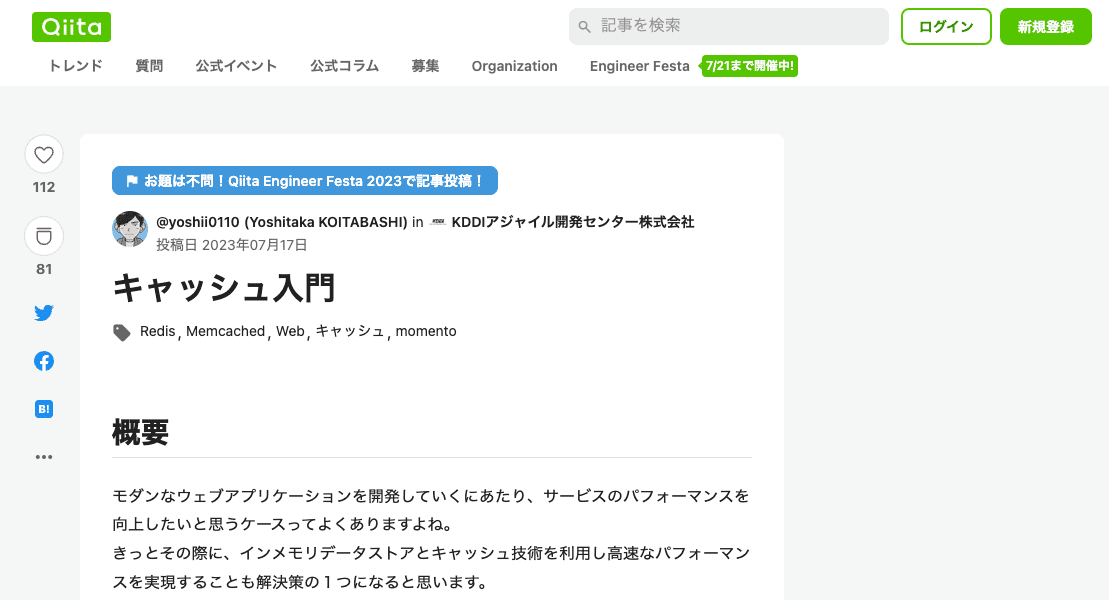 Qiita
記事を検索
ログイン
新規登録
トレンド 質問 公式イベント 公式コラム 募集 Organization Engineer Festa 7/21まで開催中!
112
81
B!
お題は不問！Qiita Engineer Festa 2023で記事投稿！
@yoshii0110 (Yoshitaka KOITABASHI) in KDDIアジャイル開発センター株式会社
投稿日 2023年07月17日
キャッシュ入門
Redis, Memcached, Web, キャッシュ, momento
概要
モダンなウェブアプリケーションを開発していくにあたり、サービスのパフォーマンスを
向上したいと思うケースってよくありますよね。
きっとその際に、インメモリデータストアとキャッシュ技術を利用し高速なパフォーマン
スを実現することも解決策の１つになると思います。